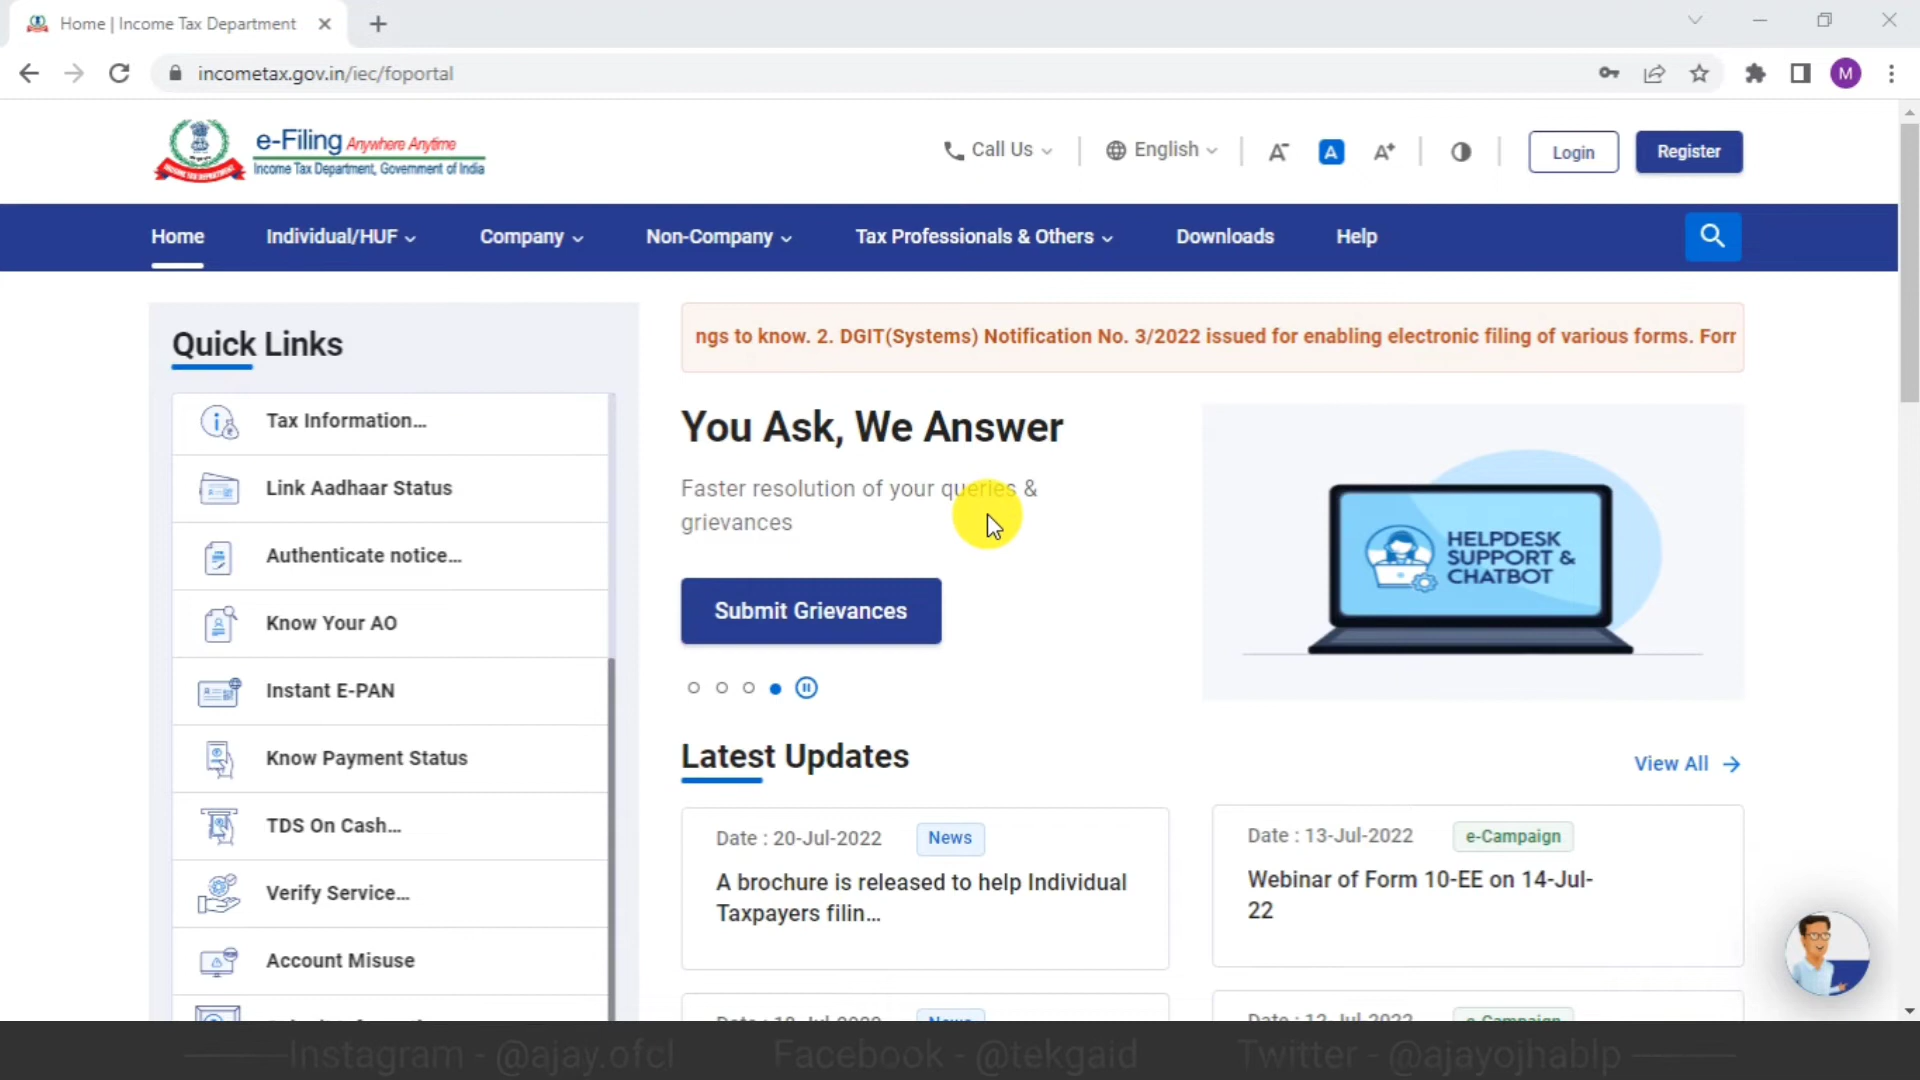 Home | Income Tax Department
incometax.gov.in/iec/foportal
M
e-Filing Anywhere Anytime
Income Tax Department, Government of India
Call Us
English
A-
A
A+
Login
Register
Home
Individual/HUF
Company
Non-Company
Tax Professionals & Others
Downloads
Help
Quick Links
Tax Information...
Link Aadhaar Status
Authenticate notice...
Know Your AO
Instant E-PAN
Know Payment Status
TDS On Cash...
Verify Service...
Account Misuse
ngs to know. 2. DGIT(Systems) Notification No. 3/2022 issued for enabling electronic filing of various forms.
You Ask, We Answer
Faster resolution of your queries &
grievances
Submit Grievances
HELPDESK
SUPPORT &
CHATBOT
Latest Updates
View All
Date : 20-Jul-2022
News
A brochure is released to help Individual
Taxpayers filin...
Date : 13-Jul-2022
e-Campaign
Webinar of Form 10-EE on 14-Jul-
22
News
e-Campaign
Instagram - @ajay.ofcl
Facebook - @tekgaid
Twitter - @ajayojhablp